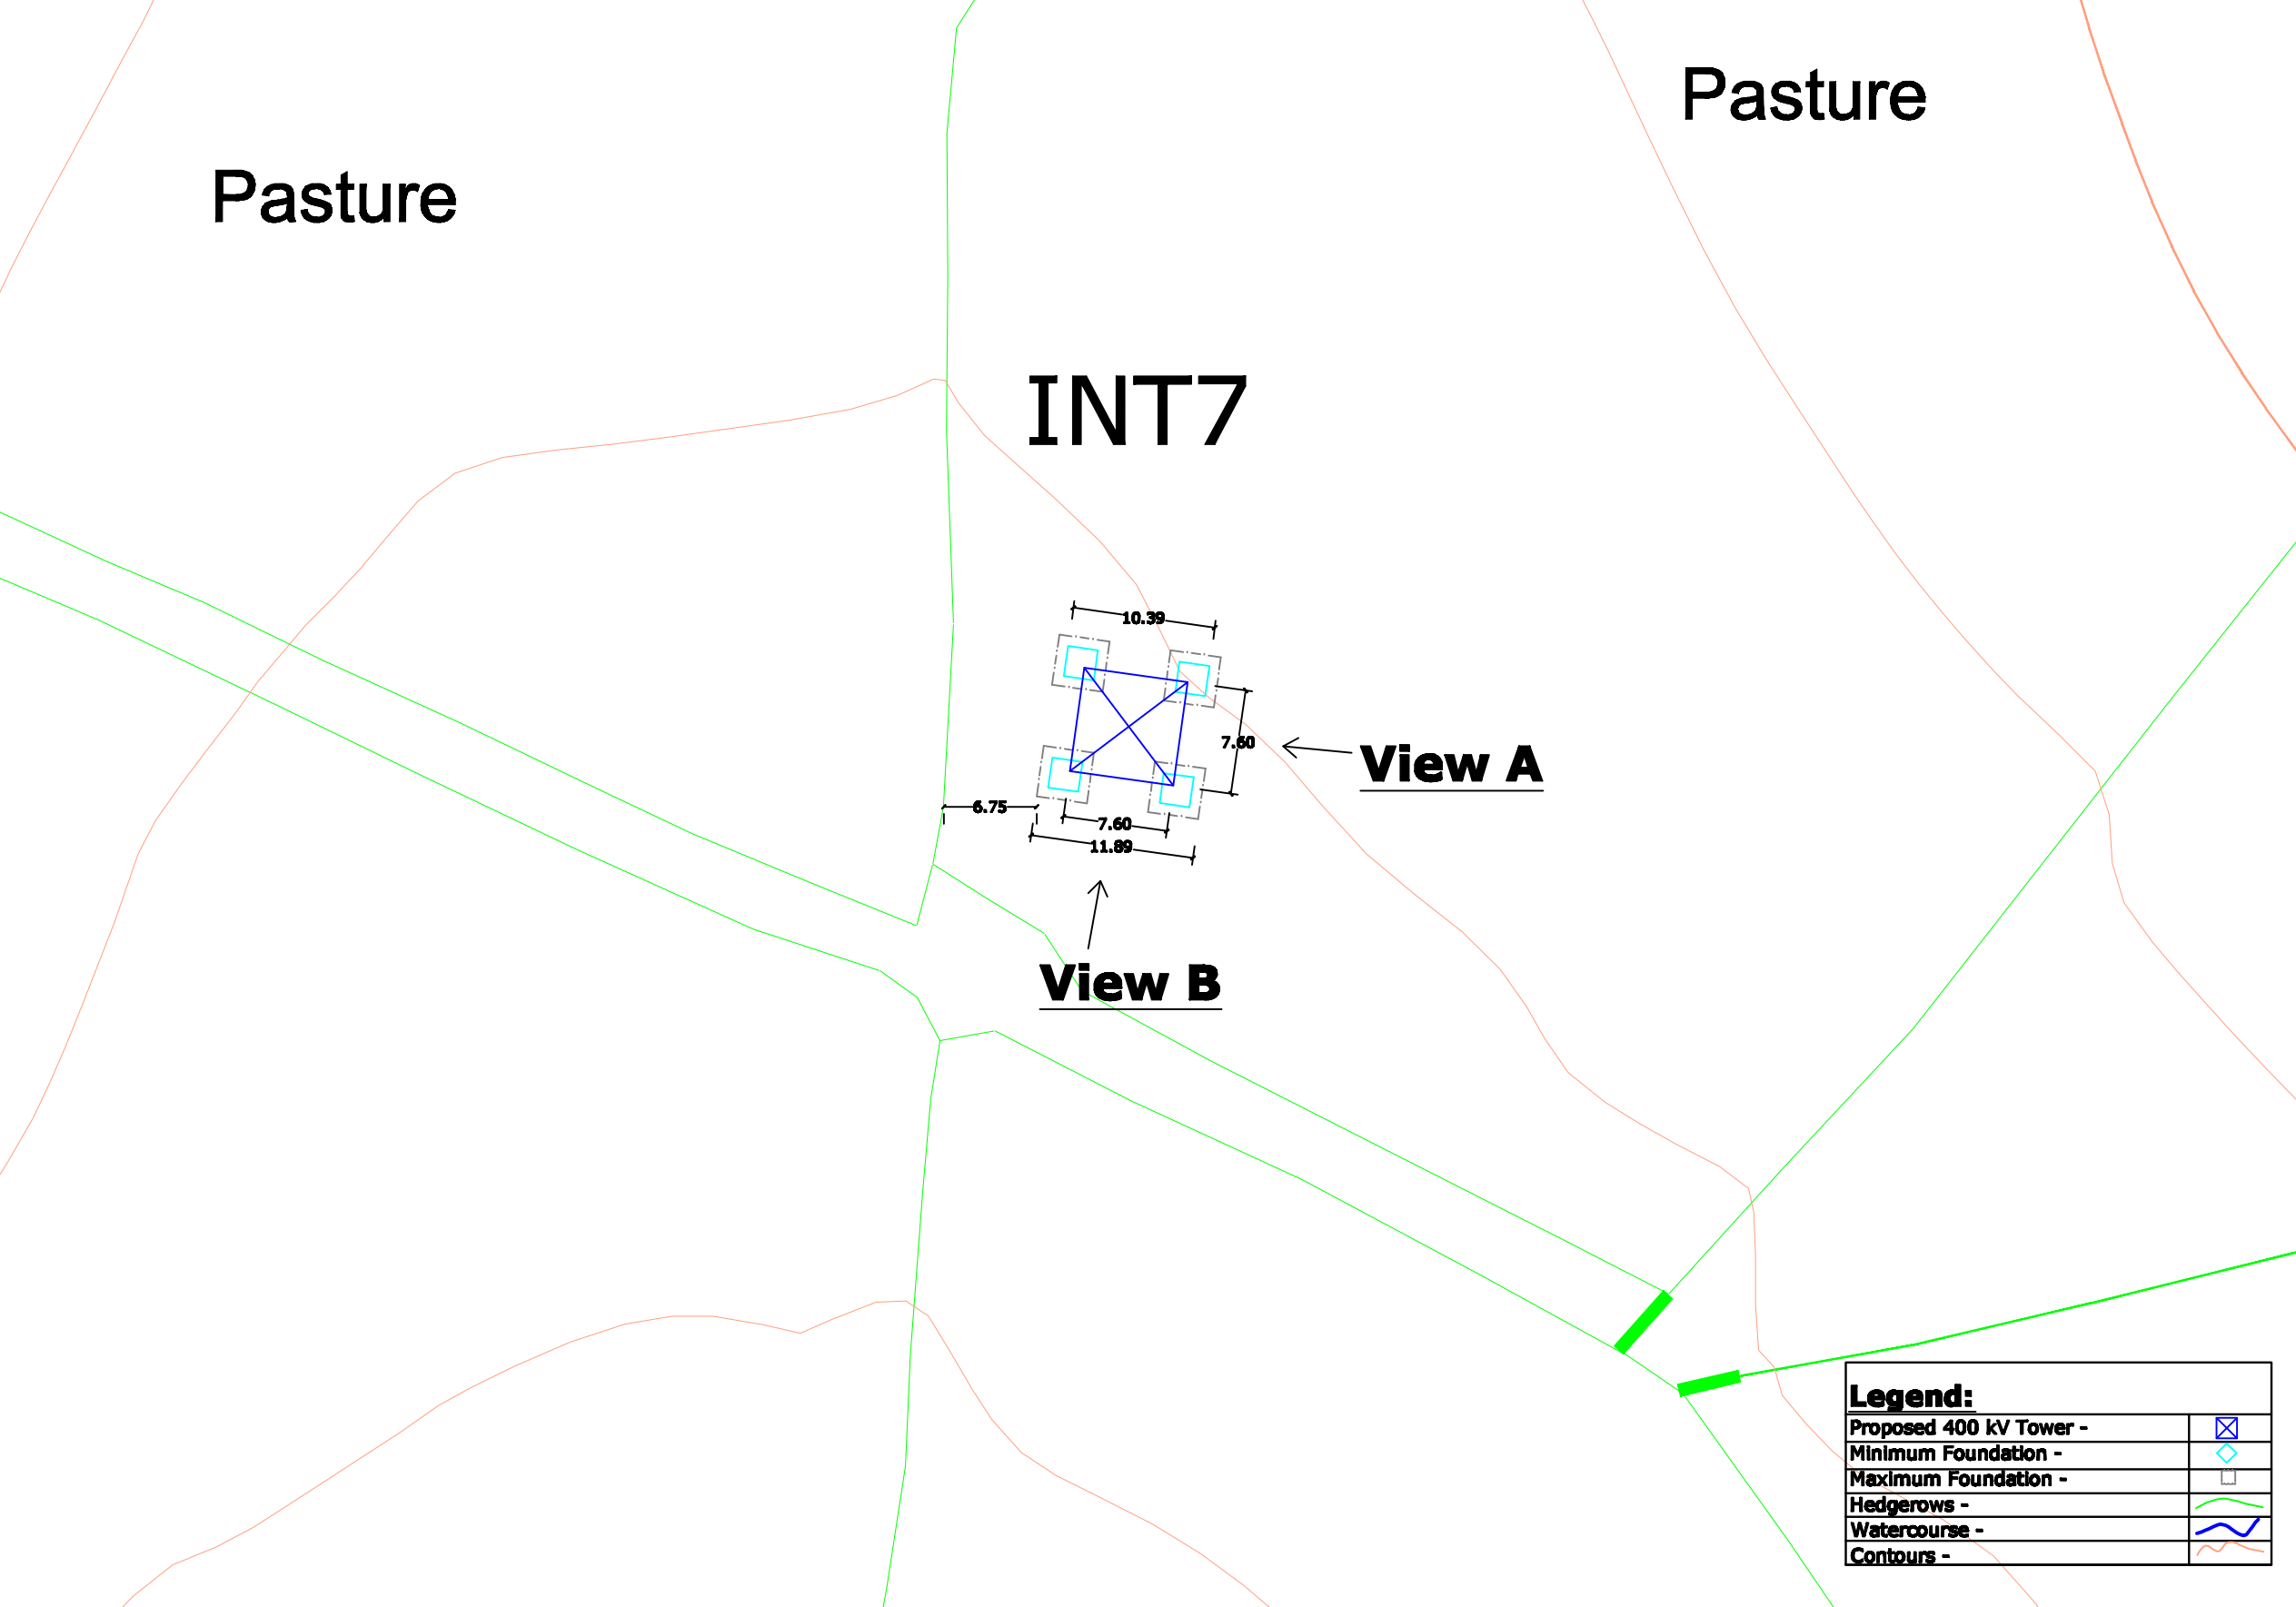 Pasture
Pasture
INT7
10.39
7.60
View A
6.75
7.60
11.89
View B
Legend:
Proposed 400 kV Tower -
Minimum Foundation -
Maximum Foundation -
Hedgerows -
Watercourse -
Contours -